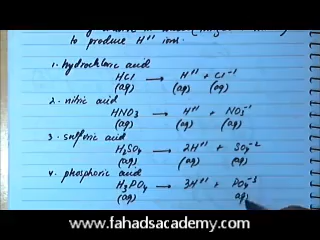 to produce H⁺¹ ions.
1. hydrochloric acid
HCl → H⁺¹ + Cl⁻¹
(aq) (aq) (aq)
2. nitric acid
HNO₃ → H⁺¹ + NO₃⁻¹
(aq) (aq) (aq)
3. sulfuric acid
H₂SO₄ → 2H⁺¹ + SO₄⁻²
(aq) (aq) (aq)
4. phosphoric acid
H₃PO₄ → 3H⁺¹ + PO₄⁻³
(aq) aq
www.fahadsacademy.com